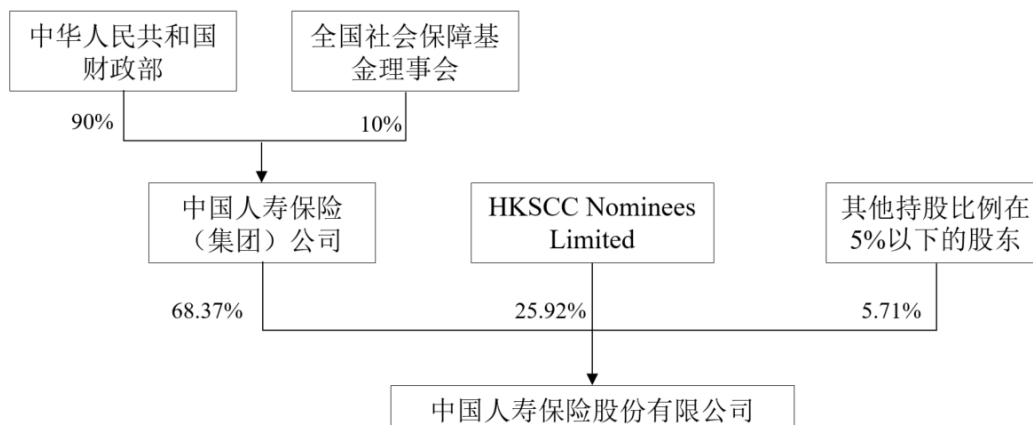 中华人民共和国
财政部
全国社会保障基
金理事会
90%
10%
中国人寿保险
（集团）公司
HKSCC Nominees
Limited
其他持股比例在
5%以下的股东
68.37%
25.92%
5.71%
中国人寿保险股份有限公司